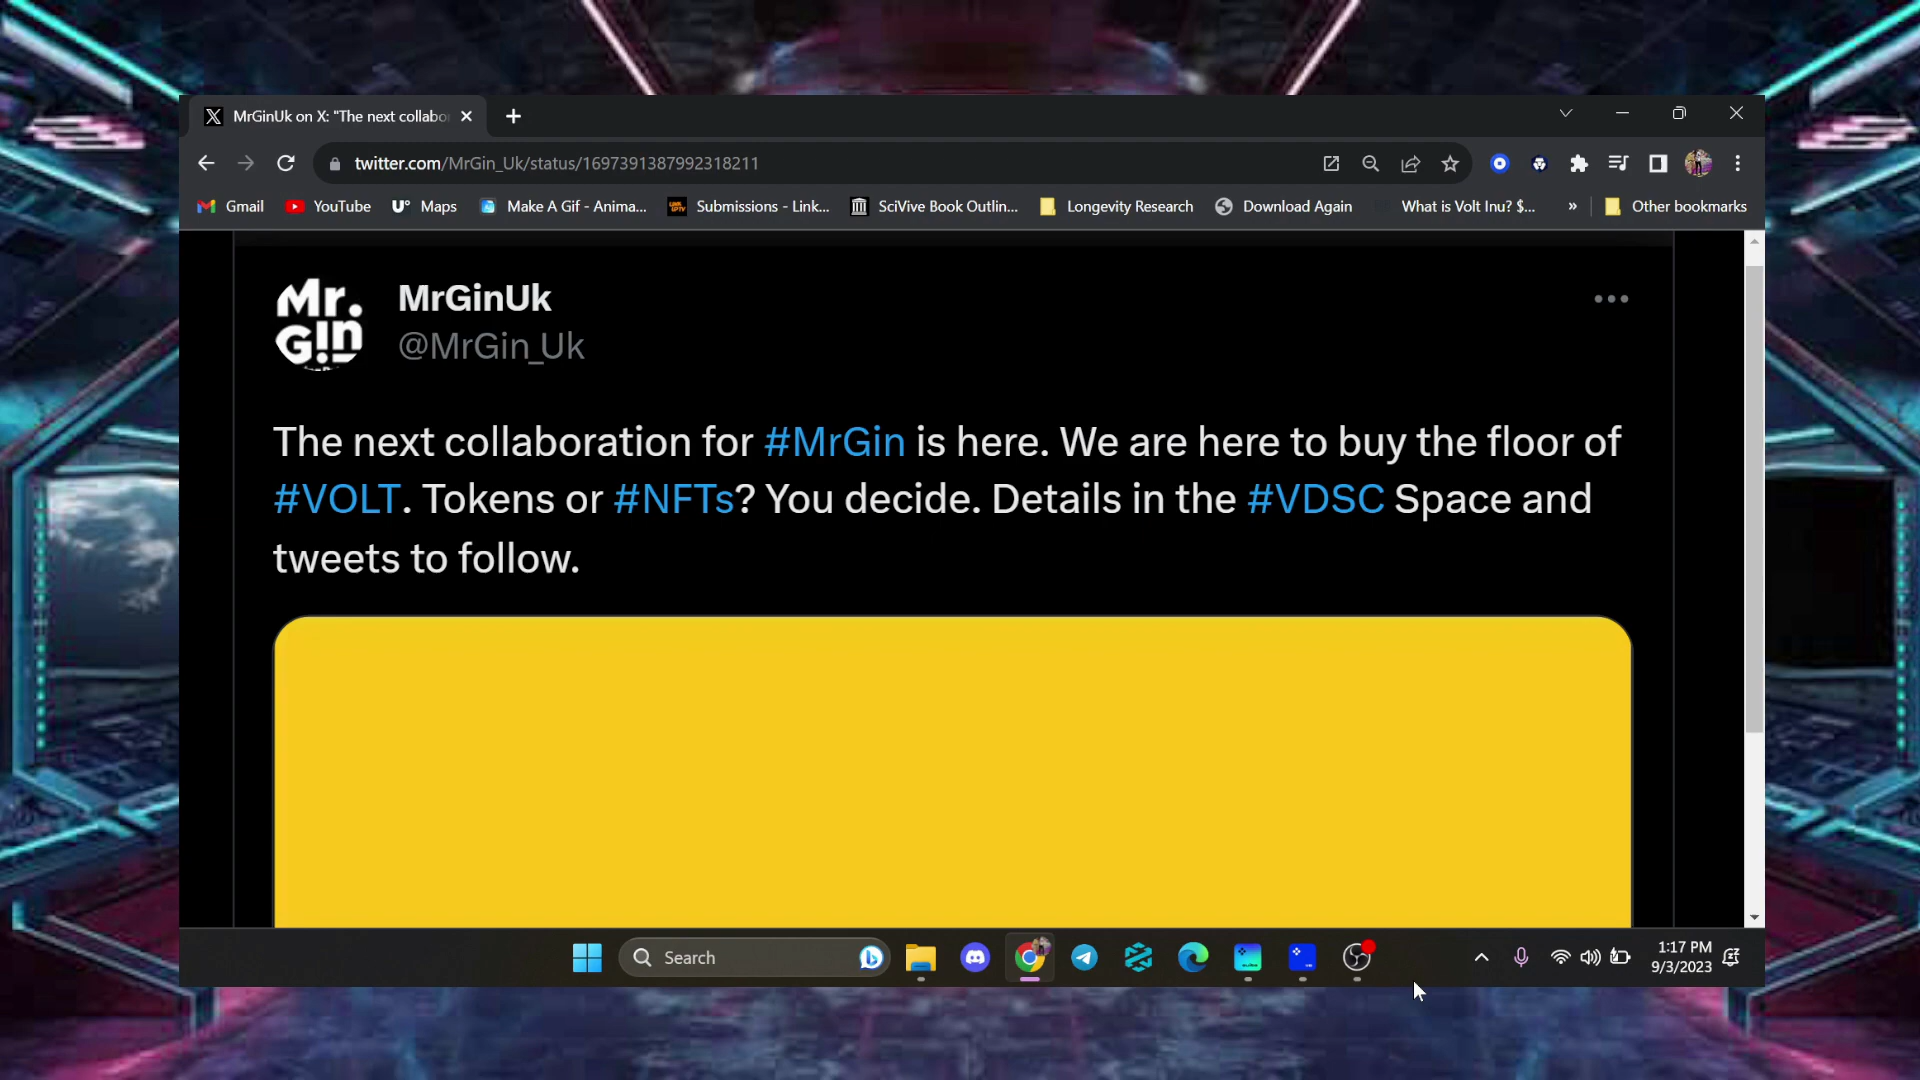 MrGinUk on X: "The next collabo
twitter.com/MrGin_Uk/status/1697391387992318211
Gmail
YouTube
Maps
Make A Gif - Anima...
Submissions - Link...
SciVive Book Outlin...
Longevity Research
Download Again
What is Volt Inu? $...
»
Other bookmarks
Mr.
Gin
MrGinUk
@MrGin_Uk
The next collaboration for #MrGin is here. We are here to buy the floor of
#VOLT. Tokens or #NFTs? You decide. Details in the #VDSC Space and
tweets to follow.
Search
1:17 PM
9/3/2023